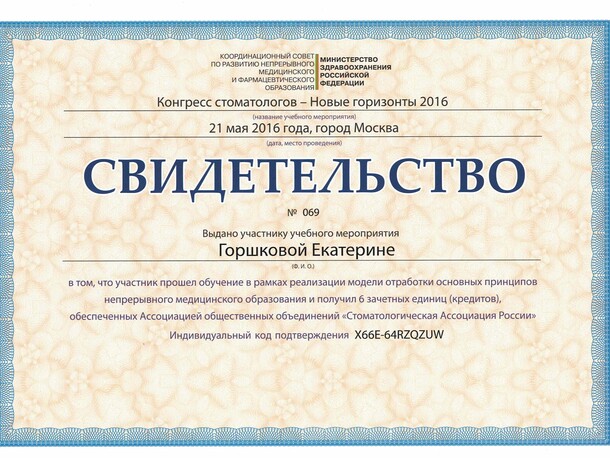 КООРДИНАЦИОННЫЙ СОВЕТ
ПО РАЗВИТИЮ НЕПРЕРЫВНОГО
МЕДИЦИНСКОГО
И ФАРМАЦЕВТИЧЕСКОГО
ОБРАЗОВАНИЯ
МИНИСТЕРСТВО
ЗДРАВООХРАНЕНИЯ
РОССИЙСКОЙ
ФЕДЕРАЦИИ
Конгресс стоматологов – Новые горизонты 2016
(название учебного мероприятия)
21 мая 2016 года, город Москва
(дата, место проведения)
СВИДЕТЕЛЬСТВО
№ 069
Выдано участнику учебного мероприятия
Горшковой Екатерине
(Ф. И. О.)
в том, что участник прошел обучение в рамках реализации модели отработки основных принципов
непрерывного медицинского образования и получил 6 зачетных единиц (кредитов),
обеспеченных Ассоциацией общественных объединений «Стоматологическая Ассоциация России»
Индивидуальный код подтверждения X66E-64RZQZUW